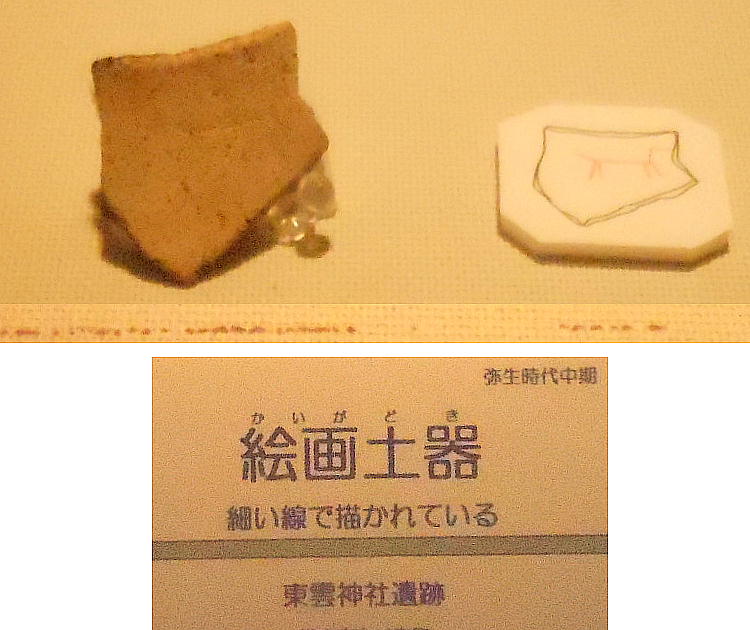 弥生時代中期
かいがどき
絵画土器
細い線で描かれている
東雲神社遺跡